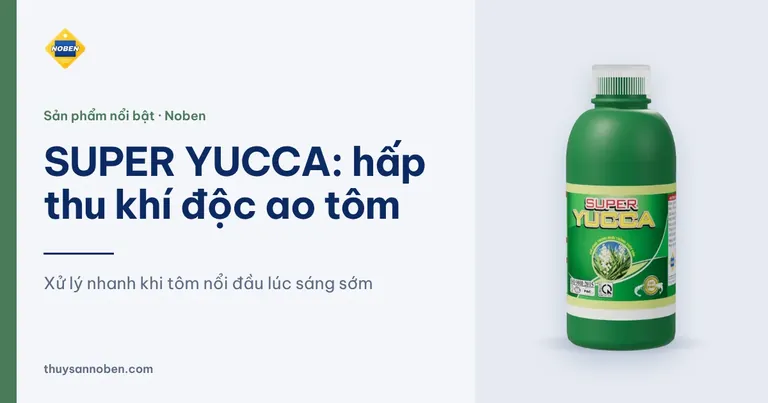 NOBEN
Sản phẩm nổi bật · Noben
SUPER YUCCA: hấp
thu khí độc ao tôm
Xử lý nhanh khi tôm nổi đầu lúc sáng sớm
thuysannoben.com
SUPER
YUCCA